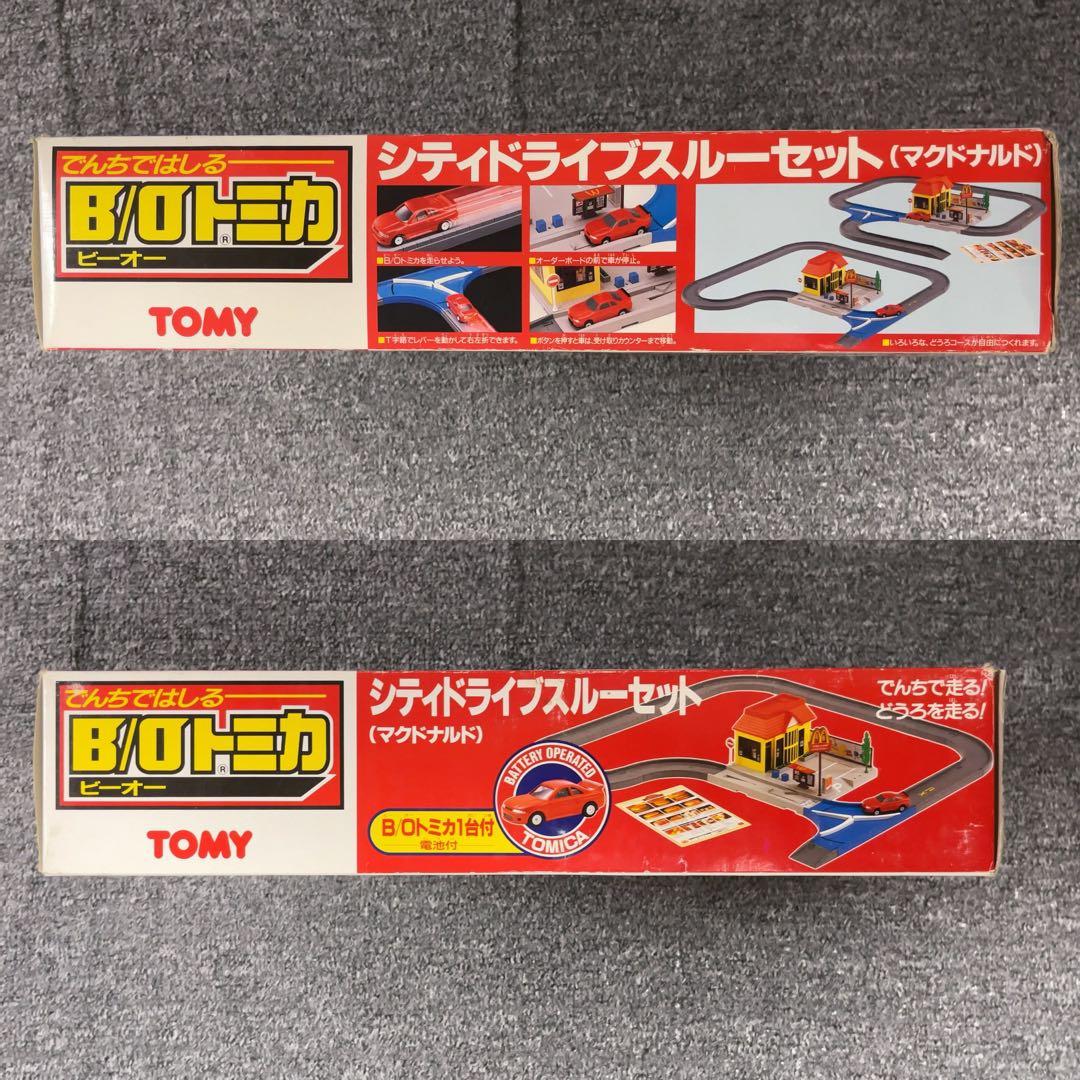 でんちではしる
B/Oトミカ®
ビーオー
TOMY
シティドライブスルーセット(マクドナルド)
■B/Oトミカを走らせよう。
■オーダーボードの前で車が停止。
■T字路でレバーを動かして右左折できます。
■ボタンを押すと車は、受け取りカウンターまで移動。
■いろいろな、どうろコースが自由につくれます。
でんちではしる
B/Oトミカ®
ビーオー
TOMY
シティドライブスルーセット
(マクドナルド)
でんちで走る!
どうろを走る!
BATTERY OPERATED
TOMICA
B/Oトミカ1台付
電池付